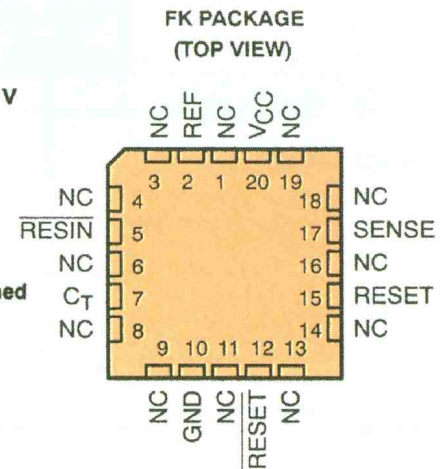 FK PACKAGE
(TOP VIEW)
V
NC
REF
NC
VCC
NC
3 2 1 20 19
NC 4
RESIN 5
NC 6
CT 7
NC 8
ned
18 NC
17 SENSE
16 NC
15 RESET
14 NC
9 10 11 12 13
NC
GND
NC
RESET
NC